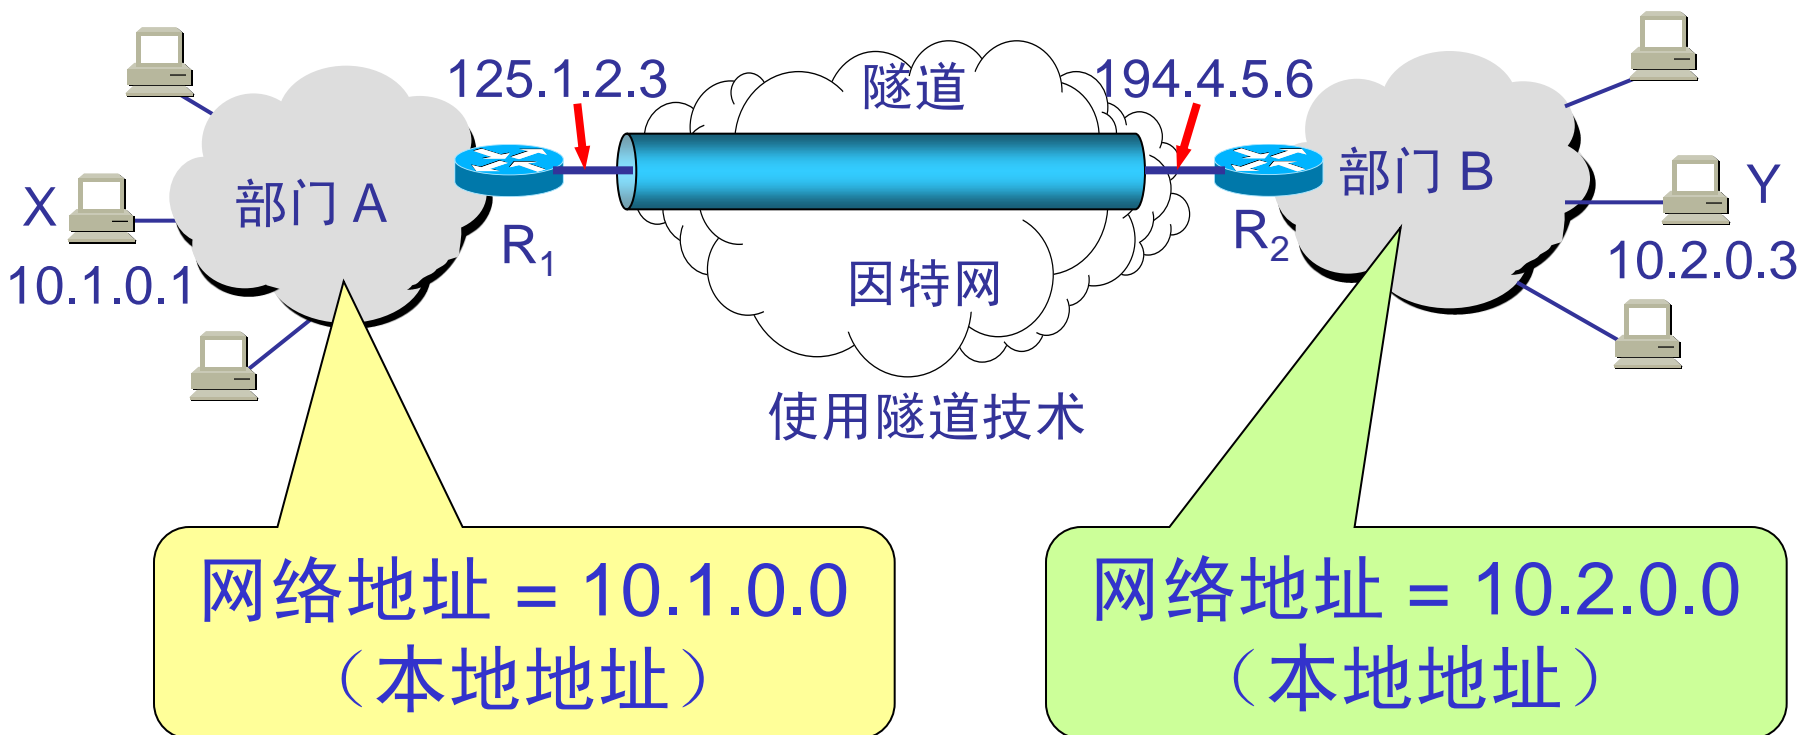 125.1.2.3
隧道
194.4.5.6
X
部门 A
部门 B
Y
R1
R2
10.1.0.1
因特网
10.2.0.3
使用隧道技术
网络地址 = 10.1.0.0
（本地地址）
网络地址 = 10.2.0.0
（本地地址）